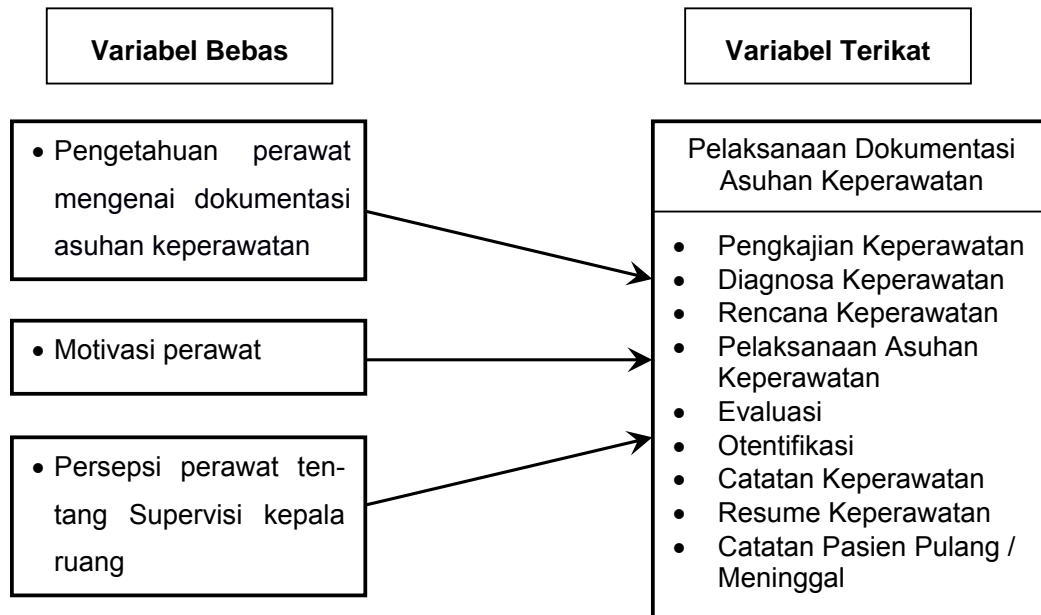 Variabel Bebas
Variabel Terikat
• Pengetahuan perawat
mengenai dokumentasi
asuhan keperawatan
• Motivasi perawat
• Persepsi perawat ten-
tang Supervisi kepala
ruang
Pelaksanaan Dokumentasi
Asuhan Keperawatan
• Pengkajian Keperawatan
• Diagnosa Keperawatan
• Rencana Keperawatan
• Pelaksanaan Asuhan
Keperawatan
• Evaluasi
• Otentifikasi
• Catatan Keperawatan
• Resume Keperawatan
• Catatan Pasien Pulang /
Meninggal